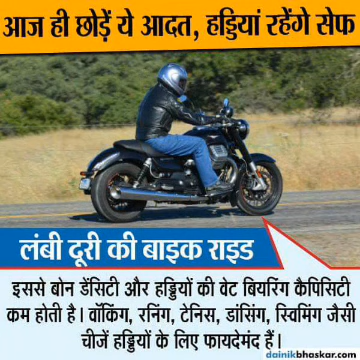 आज ही छोड़ें ये आदत, हड्डियां रहेंगे सेफ
लंबी दूरी की बाइक राइड
इससे बोन डेंसिटी और हड्डियों की वेट बियरिंग कैपिसिटी
कम होती है। वॉकिंग, रनिंग, टेनिस, डांसिंग, स्विमिंग जैसी
चीजें हड्डियों के लिए फायदेमंद हैं।
dainikbhaskar.com